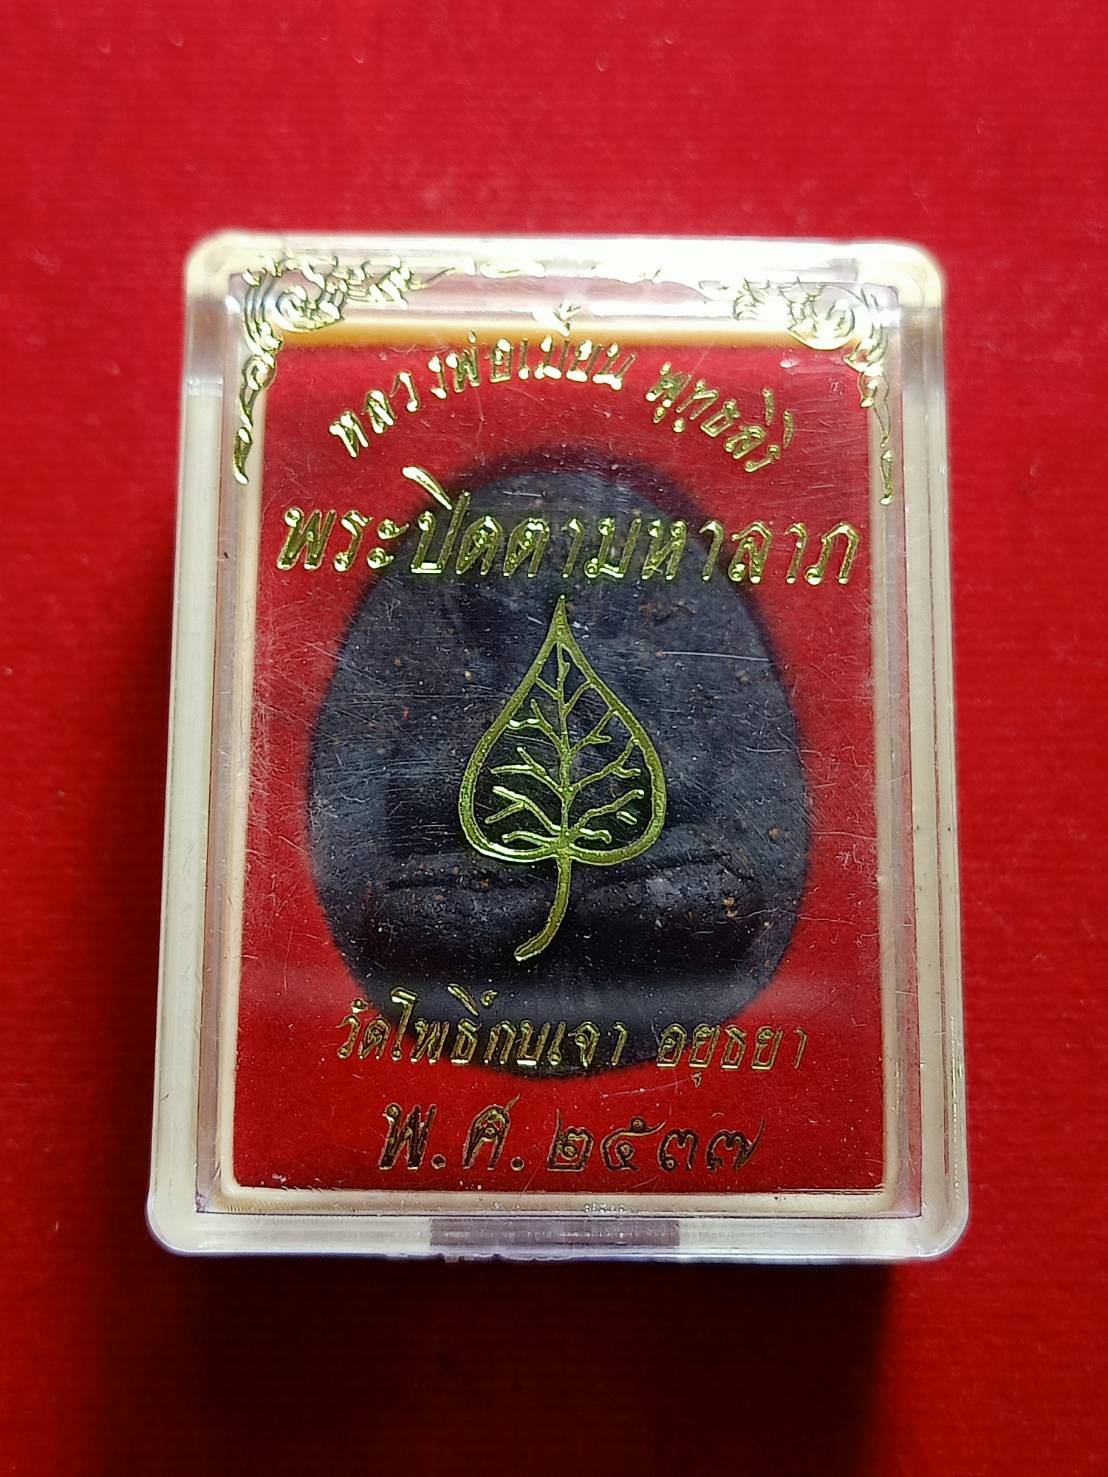 หลวงพ่อเมี้ยน พุทธสิริ
พระปิดตามหาลาภ
วัดโพธิ์กบเจา อยุธยา
พ.ศ. ๒๕๓๗